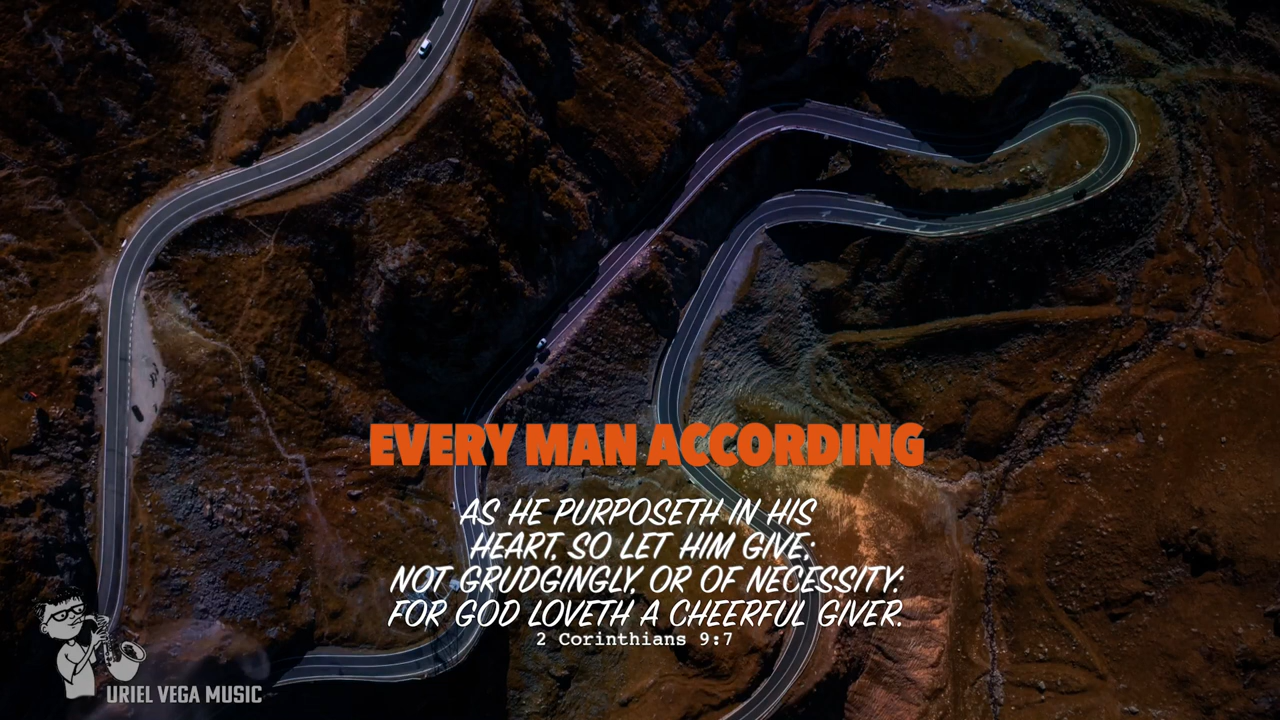 EVERY MAN ACCORDING
AS HE PURPOSETH IN HIS
HEART, SO LET HIM GIVE;
NOT GRUDGINGLY, OR OF NECESSITY:
FOR GOD LOVETH A CHEERFUL GIVER.
2 Corinthians 9:7
URIEL VEGA MUSIC